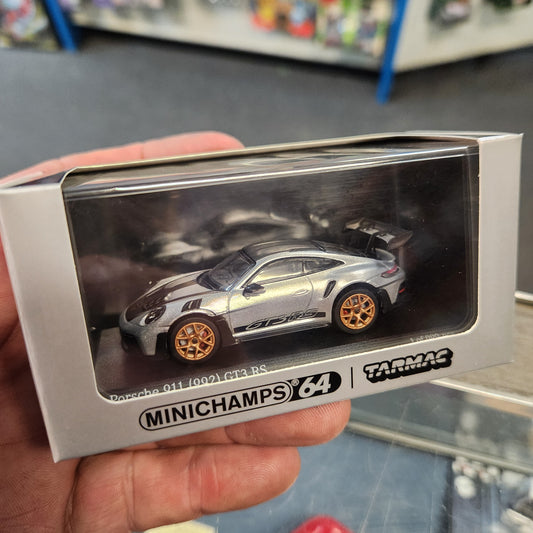 GT3 RS
Porsche 911 (992) GT3 RS
MINICHAMPS® 64 | TARMAC